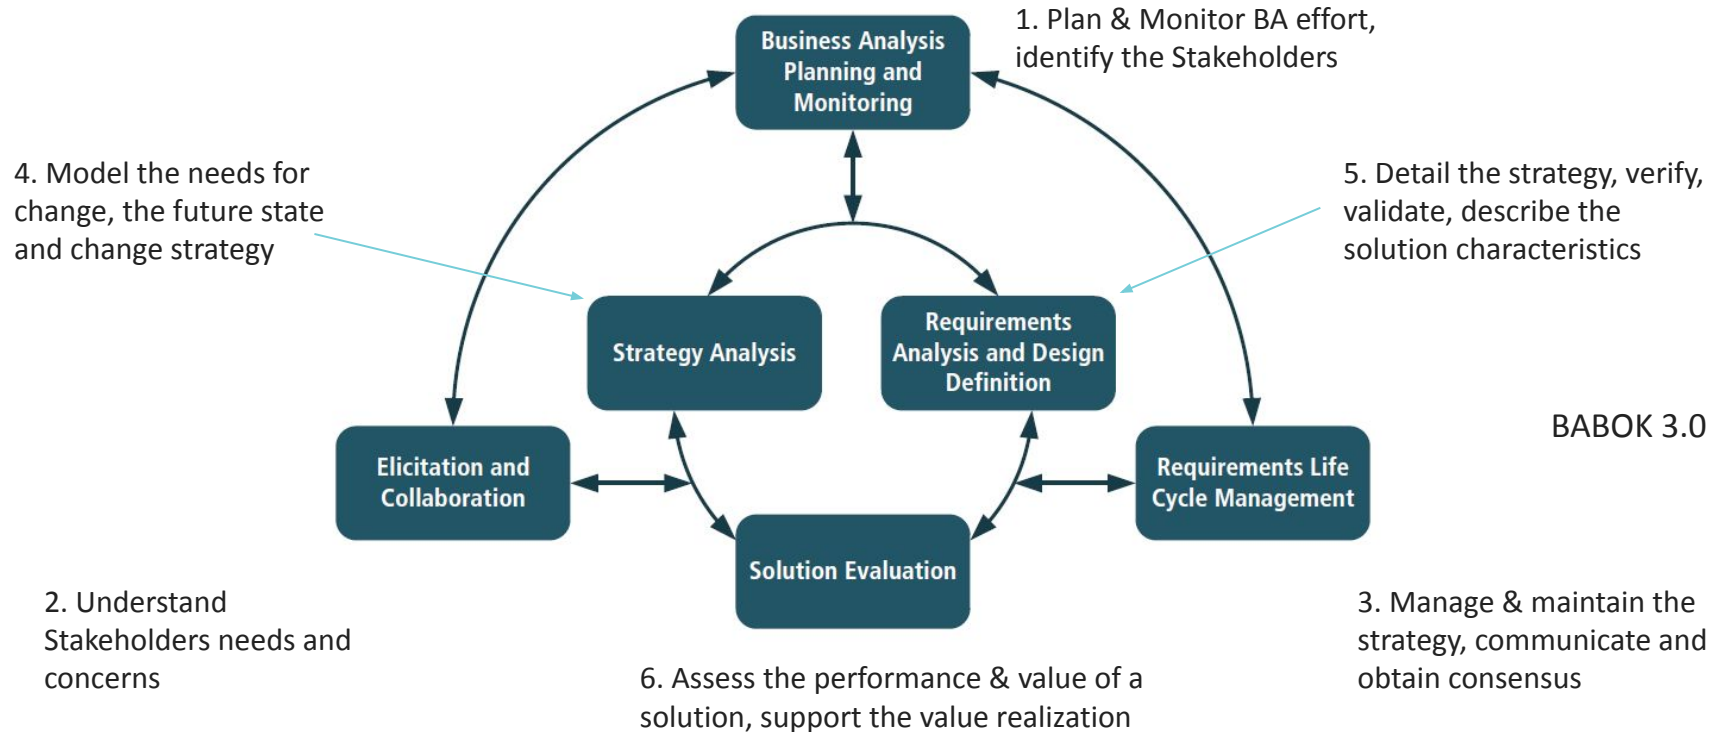 Business Analysis
Planning and
Monitoring
1. Plan & Monitor BA effort,
identify the Stakeholders
4. Model the needs for
change, the future state
and change strategy
5. Detail the strategy, verify,
validate, describe the
solution characteristics
Strategy Analysis
Requirements
Analysis and Design
Definition
BABOK 3.0
Elicitation and
Collaboration
Requirements Life
Cycle Management
Solution Evaluation
2. Understand
Stakeholders needs and
concerns
3. Manage & maintain the
strategy, communicate and
obtain consensus
6. Assess the performance & value of a
solution, support the value realization